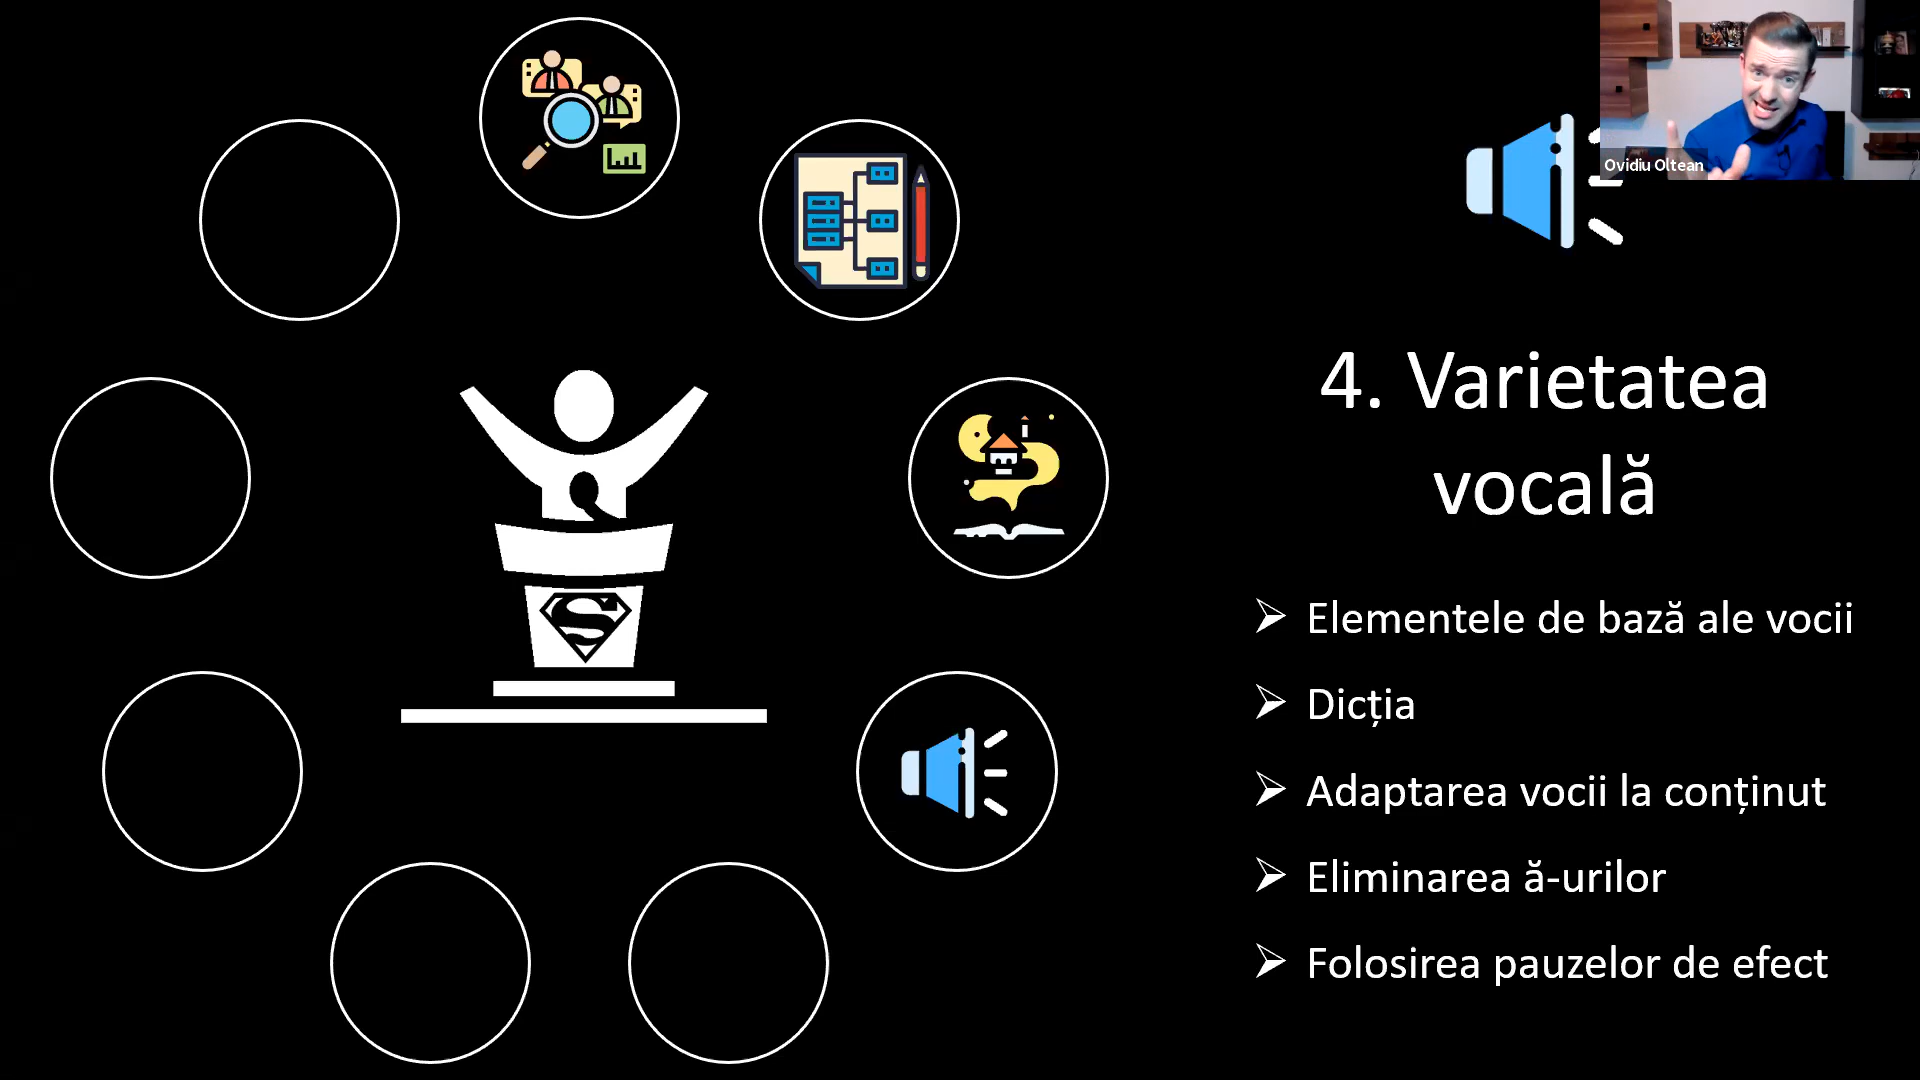 Ovidiu Oltean
4. Varietatea
vocală
Elementele de bază ale vocii
Dicția
Adaptarea vocii la conținut
Eliminarea ă-urilor
Folosirea pauzelor de efect